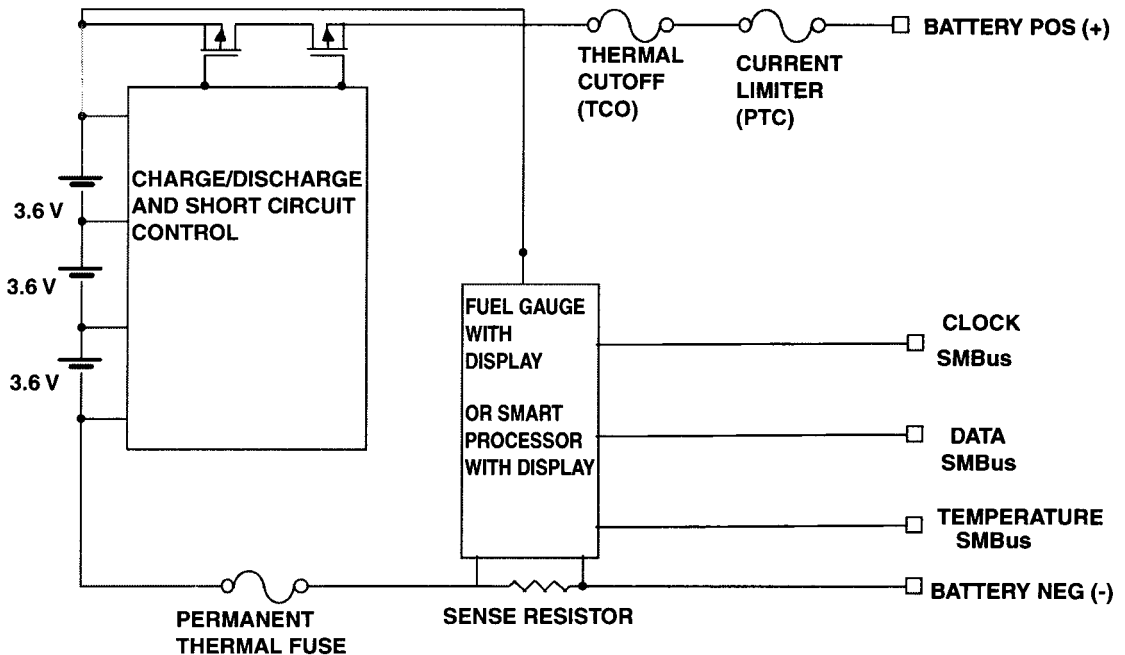 BATTERY POS (+)
THERMAL
CUTOFF
(TCO)
CURRENT
LIMITER
(PTC)
CHARGE/DISCHARGE
AND SHORT CIRCUIT
CONTROL
3.6 V
3.6 V
3.6 V
FUEL GAUGE
WITH
DISPLAY
OR SMART
PROCESSOR
WITH DISPLAY
CLOCK
SMBus
DATA
SMBus
TEMPERATURE
SMBus
BATTERY NEG (-)
SENSE RESISTOR
PERMANENT
THERMAL FUSE